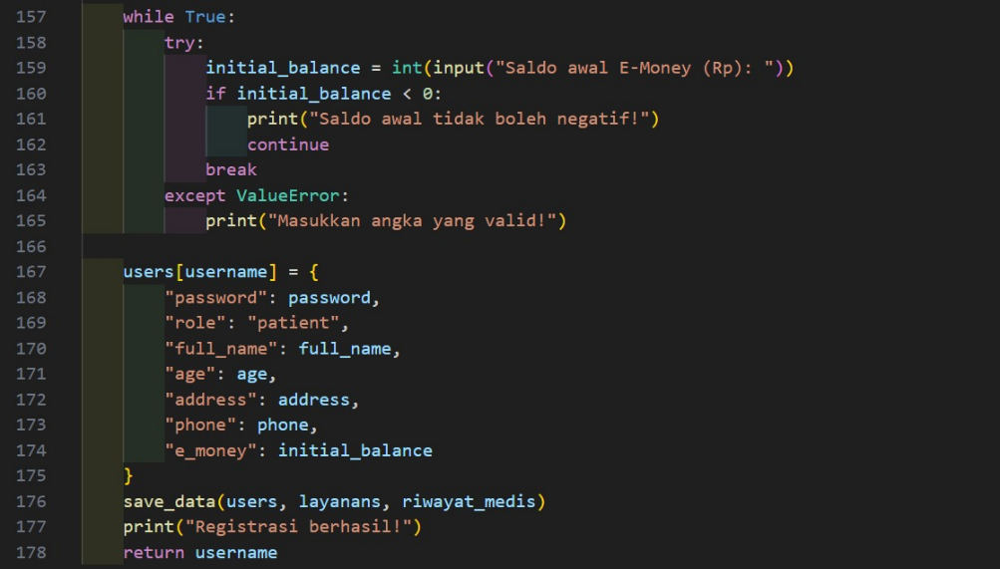 157 while True:
158 try:
159 initial_balance = int(input("Saldo awal E-Money (Rp): "))
160 if initial_balance < 0:
161 print("Saldo awal tidak boleh negatif!")
162 continue
163 break
164 except ValueError:
165 print("Masukkan angka yang valid!")
166
167 users[username] = {
168 "password": password,
169 "role": "patient",
170 "full_name": full_name,
171 "age": age,
172 "address": address,
173 "phone": phone,
174 "e_money": initial_balance
175 }
176 save_data(users, layanans, riwayat_medis)
177 print("Registrasi berhasil!")
178 return username